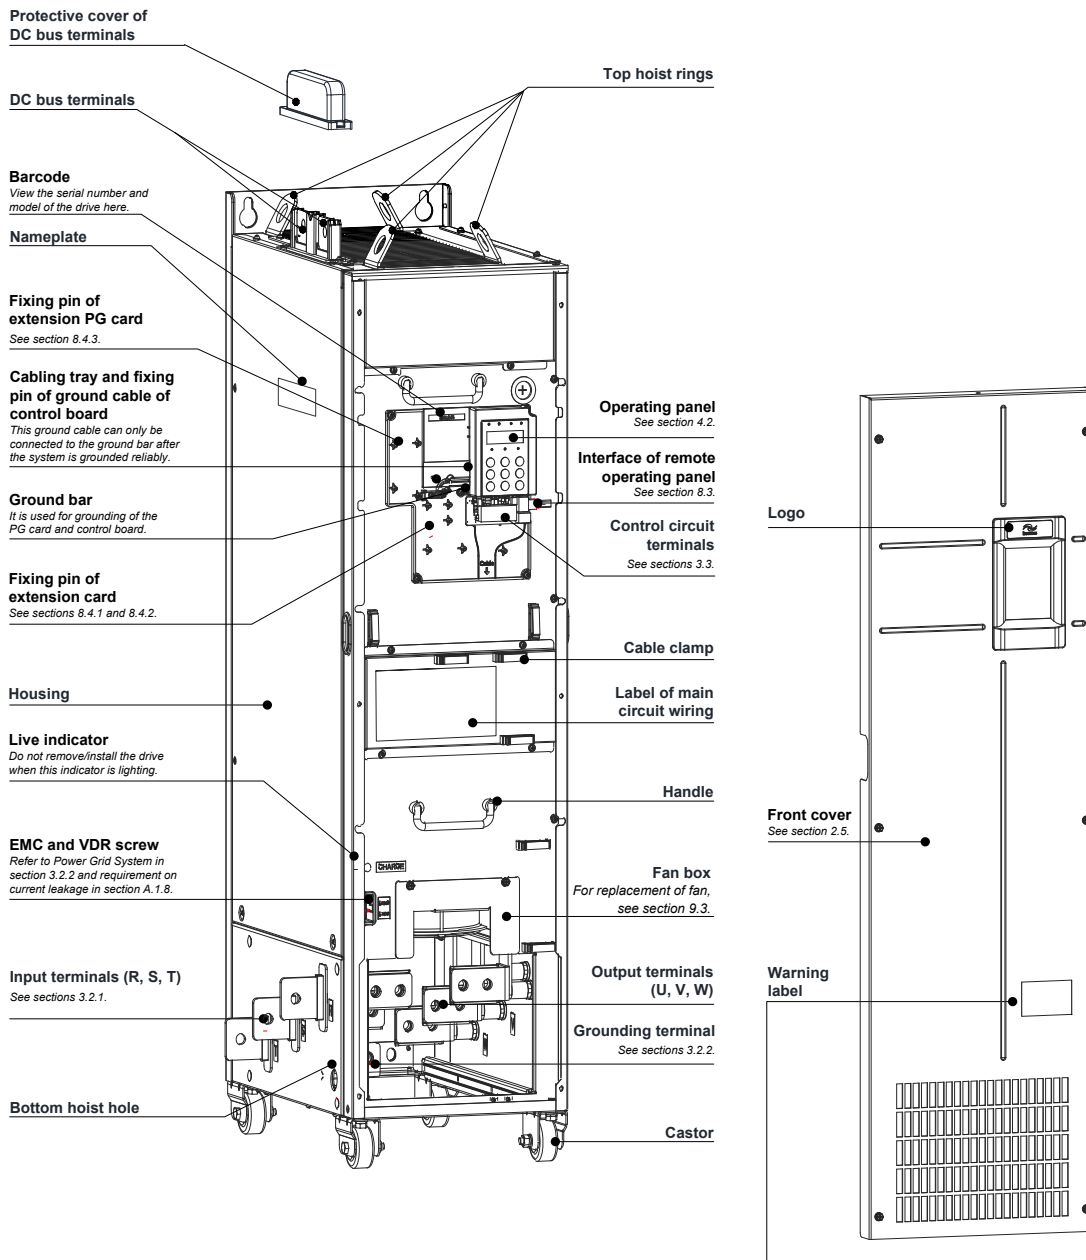 Protective cover of
DC bus terminals
DC bus terminals
Barcode
View the serial number and
model of the drive here.
Nameplate
Fixing pin of
extension PG card
See section 8.4.3.
Cabling tray and fixing
pin of ground cable of
control board
This ground cable can only be
connected to the ground bar after
the system is grounded reliably.
Ground bar
It is used for grounding of the
PG card and control board.
Fixing pin of
extension card
See sections 8.4.1 and 8.4.2.
Housing
Live indicator
Do not remove/install the drive
when this indicator is lighting.
EMC and VDR screw
Refer to Power Grid System in
section 3.2.2 and requirement on
current leakage in section A.1.8.
Input terminals (R, S, T)
See sections 3.2.1.
Bottom hoist hole
Top hoist rings
Operating panel
See section 4.2.
Interface of remote
operating panel
See section 8.3.
Control circuit
terminals
See sections 3.3.
Cable
Cable clamp
Label of main
circuit wiring
Handle
CHARGE
Fan box
For replacement of fan,
see section 9.3.
Output terminals
(U, V, W)
Grounding terminal
See sections 3.2.2.
Castor
Logo
Front cover
See section 2.5.
Warning
label